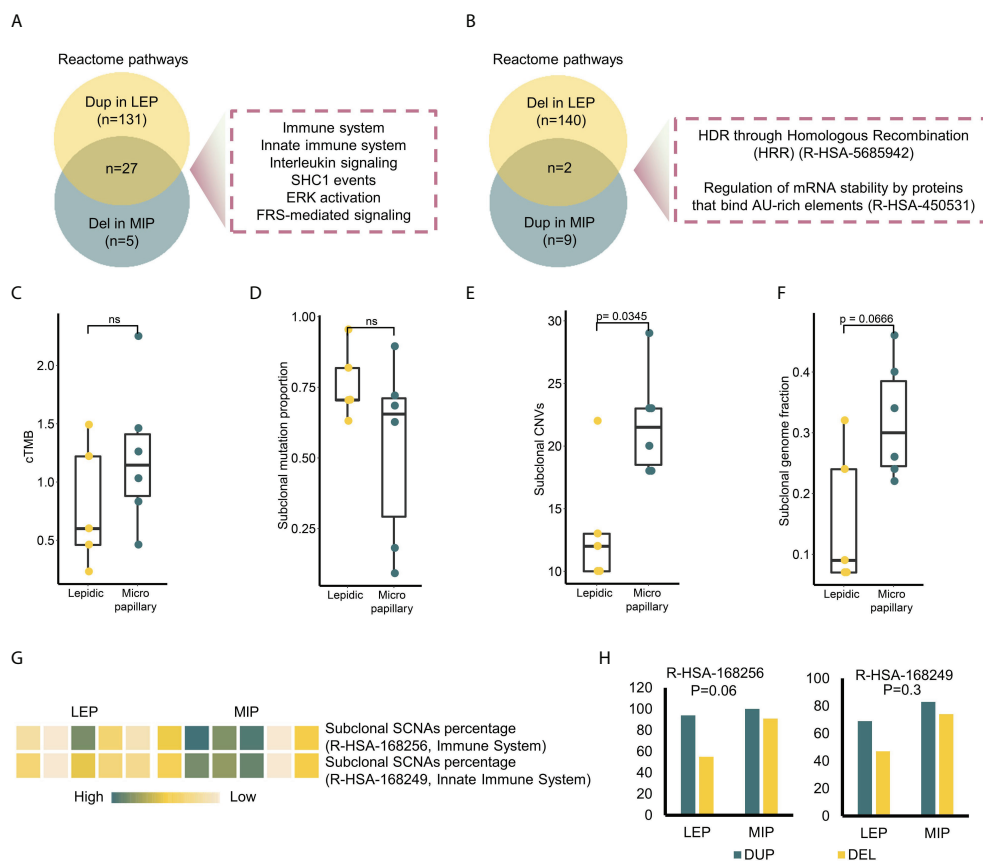 A
Reactome pathways
Dup in LEP
(n=131)
n=27
Del in MIP
(n=5)
Immune system
Innate immune system
Interleukin signaling
SHC1 events
ERK activation
FRS-mediated signaling
B
Reactome pathways
Del in LEP
(n=140)
n=2
Dup in MIP
(n=9)
HDR through Homologous Recombination
(HRR) (R-HSA-5685942)
Regulation of mRNA stability by proteins
that bind AU-rich elements (R-HSA-450531)
C
cTMB
ns
2.0
1.5
1.0
0.5
Lepidic
Micro
papillary
D
Subclonal mutation proportion
ns
1.00
0.75
0.50
0.25
Lepidic
Micro
papillary
E
Subclonal CNVs
p= 0.0345
30
25
20
15
10
Lepidic
Micro
papillary
F
Subclonal genome fraction
p = 0.0666
0.4
0.3
0.2
0.1
Lepidic
Micro
papillary
G
LEP
MIP
Subclonal SCNAs percentage
(R-HSA-168256, Immune System)
Subclonal SCNAs percentage
(R-HSA-168249, Innate Immune System)
High
Low
H
R-HSA-168256
P=0.06
120
100
80
60
40
20
0
LEP
MIP
R-HSA-168249
P=0.3
100
80
60
40
20
0
LEP
MIP
DUP
DEL